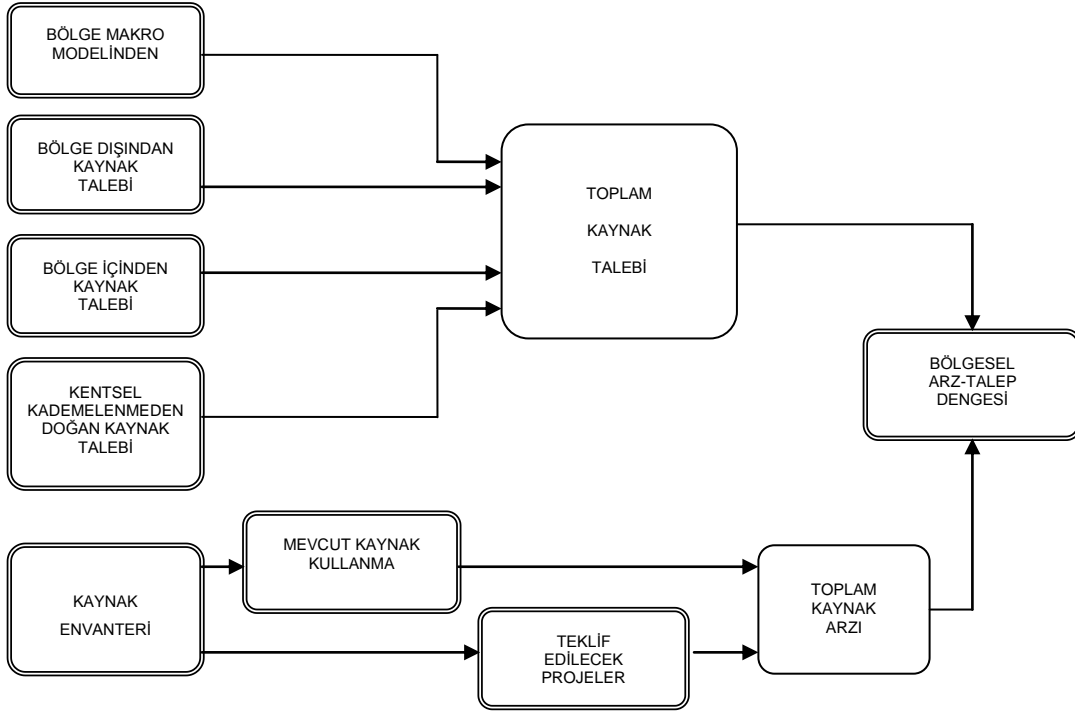 BÖLGE MAKRO
MODELİNDEN
BÖLGE DIŞINDAN
KAYNAK
TALEBİ
BÖLGE İÇİNDEN
KAYNAK
TALEBİ
KENTSEL
KADEMELENMEDEN
DOĞAN KAYNAK
TALEBİ
TOPLAM
KAYNAK
TALEBİ
BÖLGESEL
ARZ-TALEP
DENGESİ
KAYNAK
ENVANTERİ
MEVCUT KAYNAK
KULLANMA
TEKLİF
EDİLECEK
PROJELER
TOPLAM
KAYNAK
ARZI